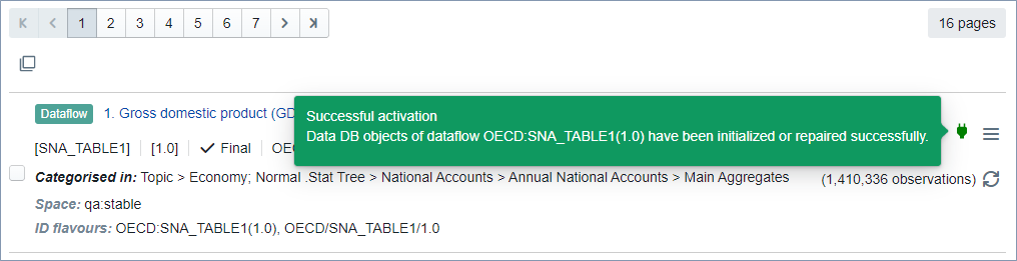 1 2 3 4 5 6 7
16 pages
Dataflow 1. Gross domestic product (GD
Successful activation
Data DB objects of dataflow OECD:SNA_TABLE1(1.0) have been initialized or repaired successfully.
[SNA_TABLE1] [1.0] Final OEC
Categorised in: Topic > Economy; Normal .Stat Tree > National Accounts > Annual National Accounts > Main Aggregates
(1,410,336 observations)
Space: qa:stable
ID flavours: OECD:SNA_TABLE1(1.0), OECD/SNA_TABLE1/1.0